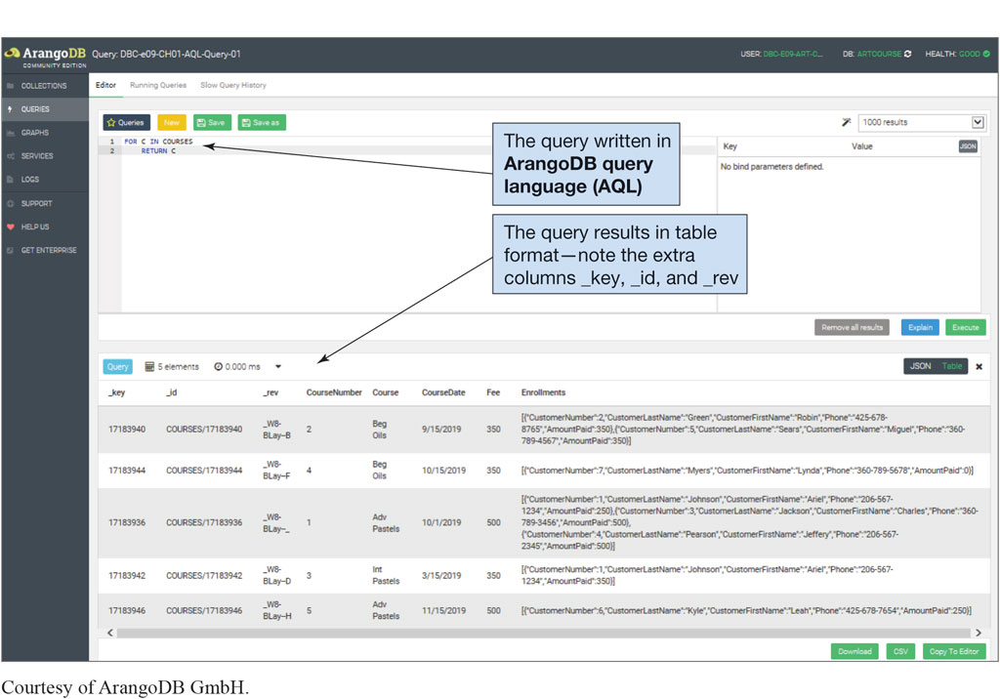 ArangoDB
COMMUNITY EDITION
Query: DBC-e09-CH01-AQL-Query-01
USER: DBC-E09-ART-C... DB: ARTCOURSE HEALTH: GOOD
COLLECTIONS
QUERIES
GRAPHS
SERVICES
LOGS
SUPPORT
HELP US
GET ENTERPRISE
Editor Running Queries Slow Query History
Queries New Save Save as
1000 results
1 FOR C IN COURSES
2 RETURN C
Key Value JSON
No bind parameters defined.
The query written in
ArangoDB query
language (AQL)
The query results in table
format—note the extra
columns _key, _id, and _rev
Remove all results Explain Execute
Query 5 elements 0.000 ms
JSON Table
_key _id _rev CourseNumber Course CourseDate Fee Enrollments
17183940 COURSES/17183940 _W8-BLay--B 2 Beg Oils 9/15/2019 350
[{"CustomerNumber":2,"CustomerLastName":"Green","CustomerFirstName":"Robin","Phone":"425-678-
8765","AmountPaid":350},{"CustomerNumber":5,"CustomerLastName":"Sears","CustomerFirstName":"Miguel","Phone":"360-
789-4567","AmountPaid":350}]
17183944 COURSES/17183944 _W8-BLay--F 4 Beg Oils 10/15/2019 350
[{"CustomerNumber":7,"CustomerLastName":"Myers","CustomerFirstName":"Lynda","Phone":"360-789-5678","AmountPaid":0}]
17183936 COURSES/17183936 _W8-BLay--_ 1 Adv Pastels 10/1/2019 500
[{"CustomerNumber":1,"CustomerLastName":"Johnson","CustomerFirstName":"Ariel","Phone":"206-567-
1234","AmountPaid":250},{"CustomerNumber":3,"CustomerLastName":"Jackson","CustomerFirstName":"Charles","Phone":"360-
789-3456","AmountPaid":500},
{"CustomerNumber":4,"CustomerLastName":"Pearson","CustomerFirstName":"Jeffery","Phone":"206-567-
2345","AmountPaid":500}]
17183942 COURSES/17183942 _W8-BLay--D 3 Int Pastels 3/15/2019 350
[{"CustomerNumber":1,"CustomerLastName":"Johnson","CustomerFirstName":"Ariel","Phone":"206-567-
1234","AmountPaid":350}]
17183946 COURSES/17183946 _W8-BLay--H 5 Adv Pastels 11/15/2019 500
[{"CustomerNumber":6,"CustomerLastName":"Kyle","CustomerFirstName":"Leah","Phone":"425-678-7654","AmountPaid":250}]
Download CSV Copy To Editor
Courtesy of ArangoDB GmbH.